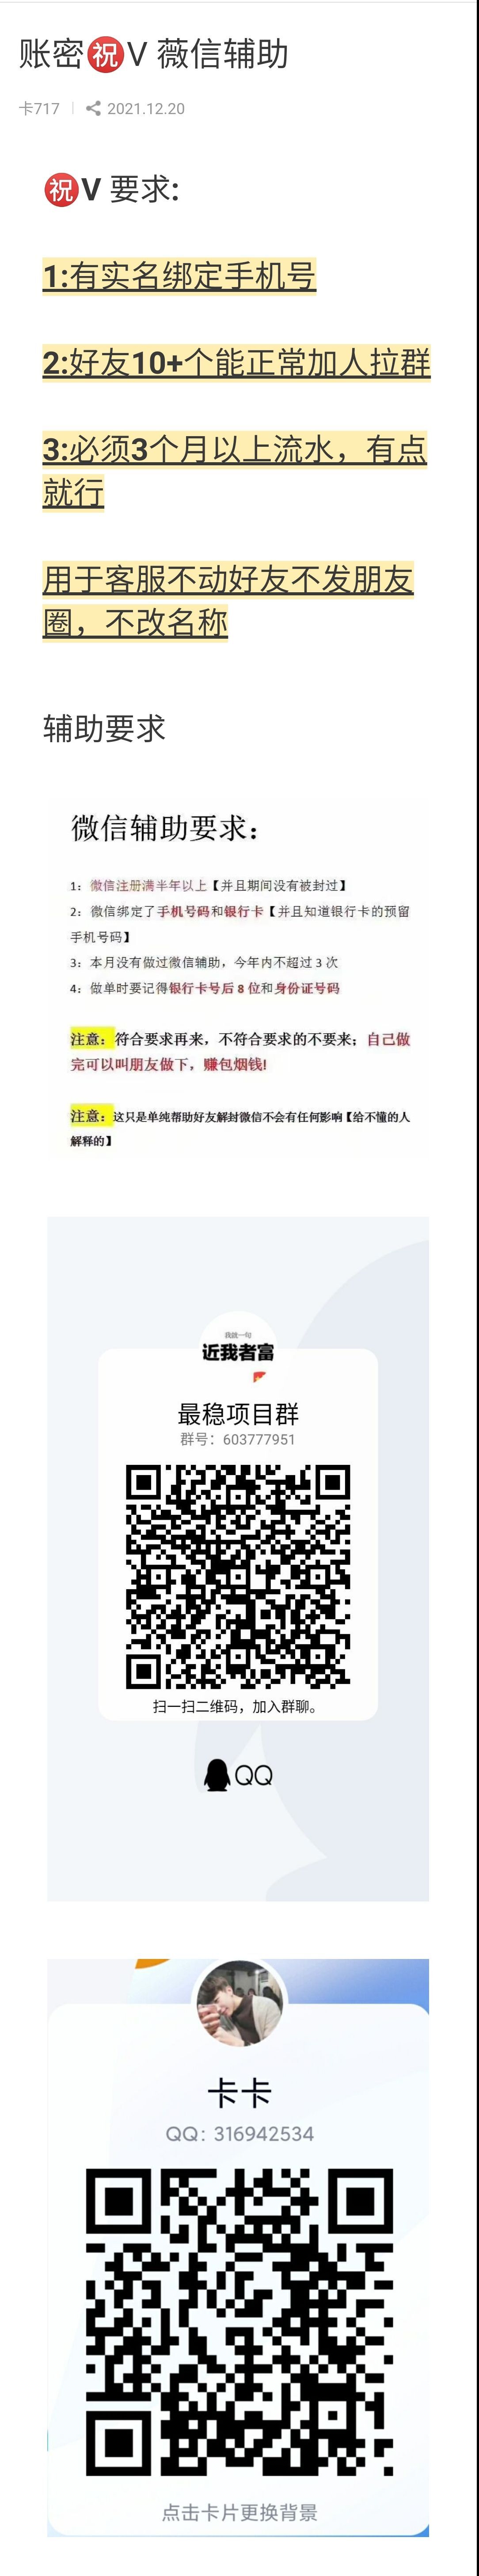 账密㊗️V 薇信辅助
卡717 2021.12.20
㊗️V 要求:
1:有实名绑定手机号
2:好友10+个能正常加人拉群
3:必须3个月以上流水，有点
就行
用于客服不动好友不发朋友
圈，不改名称
辅助要求
微信辅助要求：
1：微信注册满半年以上【并且期间没有被封过】
2：微信绑定了手机号码和银行卡【并且知道银行卡的预留
手机号码】
3：本月没有做过微信辅助，今年内不超过 3 次
4：做单时要记得银行卡号后 8 位和身份证号码
注意：符合要求再来，不符合要求的不要来；自己做
完可以叫朋友做下，赚包烟钱!
注意：这只是单纯帮助好友解封微信不会有任何影响【给不懂的人
解释的】
我就一句
近我者富
最稳项目群
群号：603777951
扫一扫二维码，加入群聊。
QQ
卡卡
QQ: 316942534
点击卡片更换背景